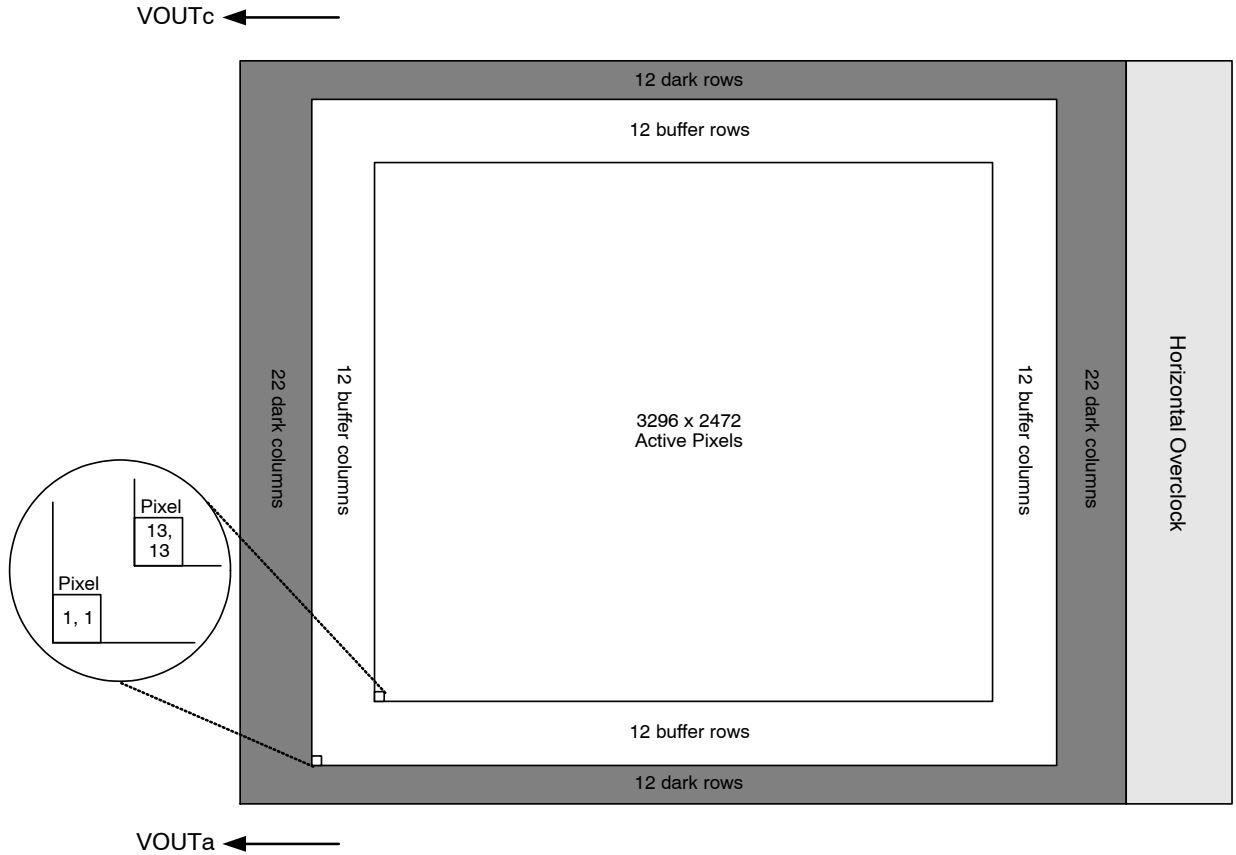 VOUTc
12 dark rows
12 buffer rows
22 dark columns
12 buffer columns
3296 x 2472
Active Pixels
12 buffer columns
22 dark columns
Horizontal Overclock
Pixel
13,
13
Pixel
1, 1
12 buffer rows
12 dark rows
VOUTa